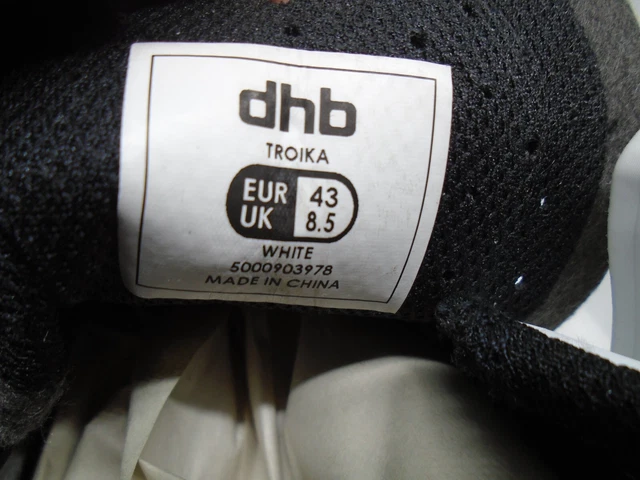 dhb
TROIKA
EUR 43
UK 8.5
WHITE
5000903978
MADE IN CHINA